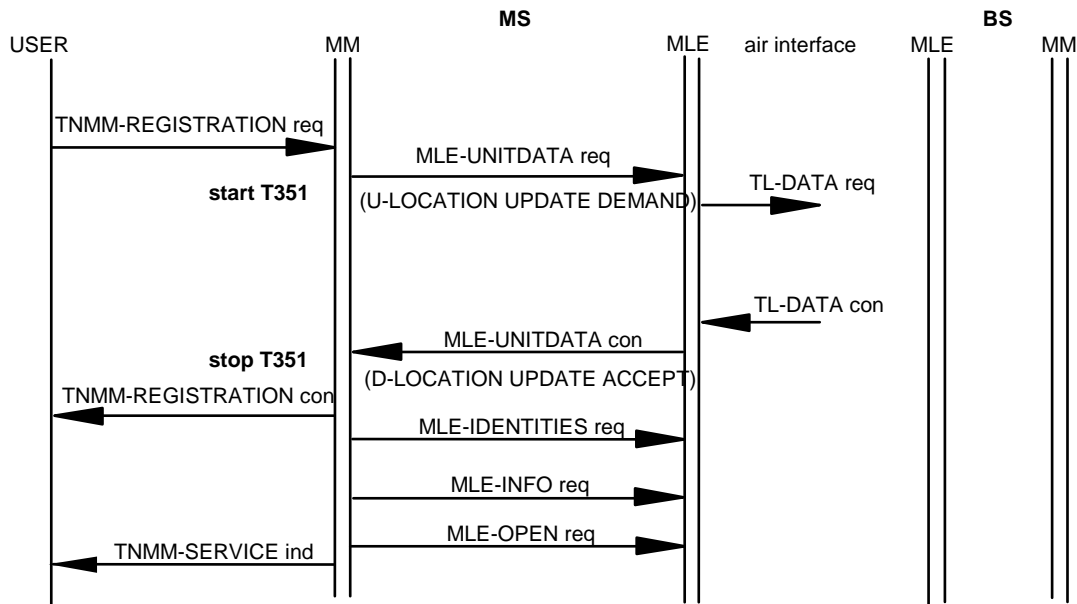 MS BS
USER MM MLE air interface MLE MM
TNMM-REGISTRATION req
MLE-UNITDATA req
start T351
(U-LOCATION UPDATE DEMAND)
TL-DATA req
TL-DATA con
MLE-UNITDATA con
stop T351
(D-LOCATION UPDATE ACCEPT)
TNMM-REGISTRATION con
MLE-IDENTITIES req
MLE-INFO req
MLE-OPEN req
TNMM-SERVICE ind